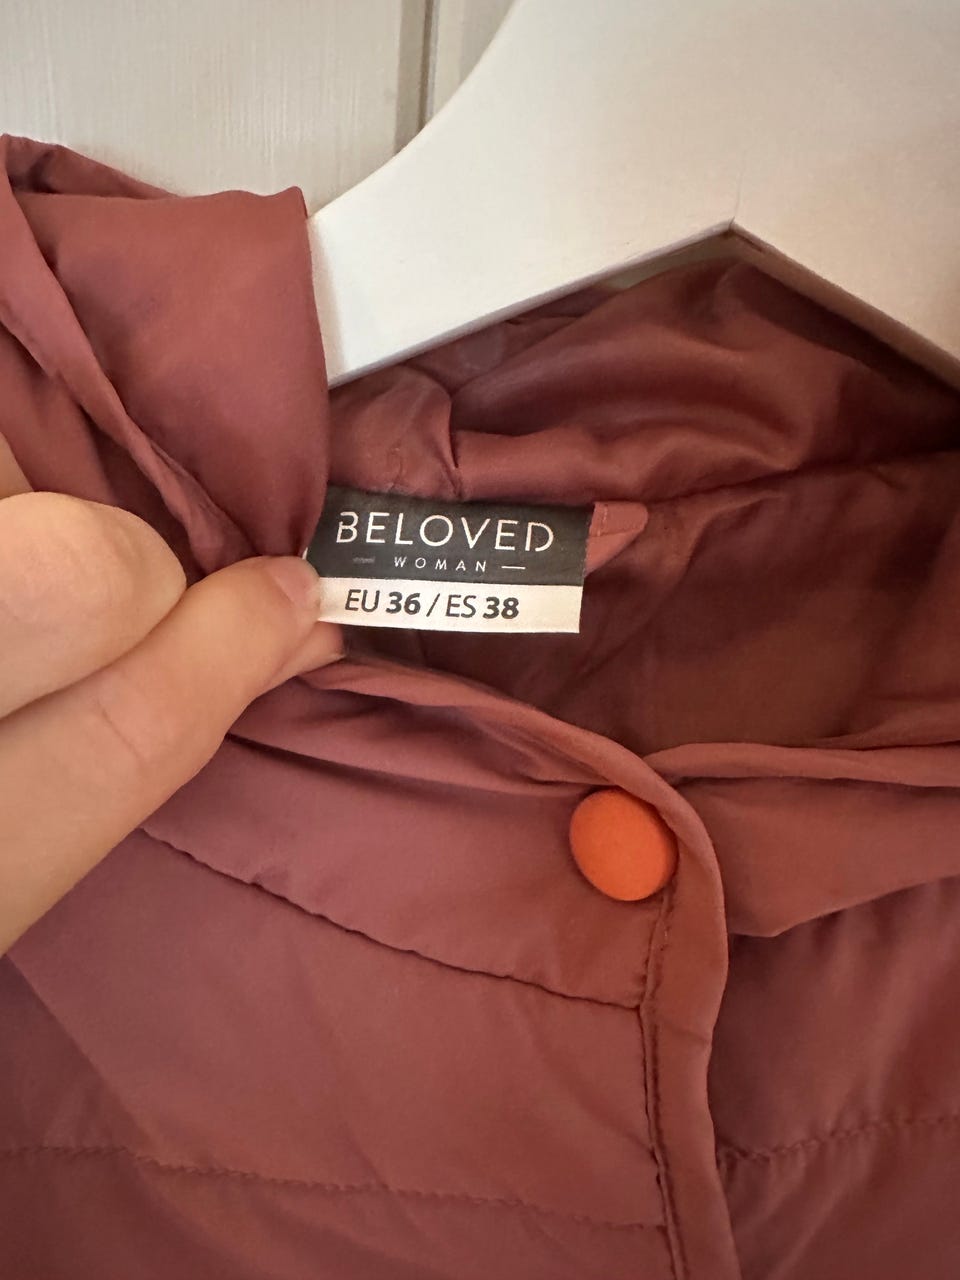 BELOVED
— WOMAN —
EU 36 / ES 38